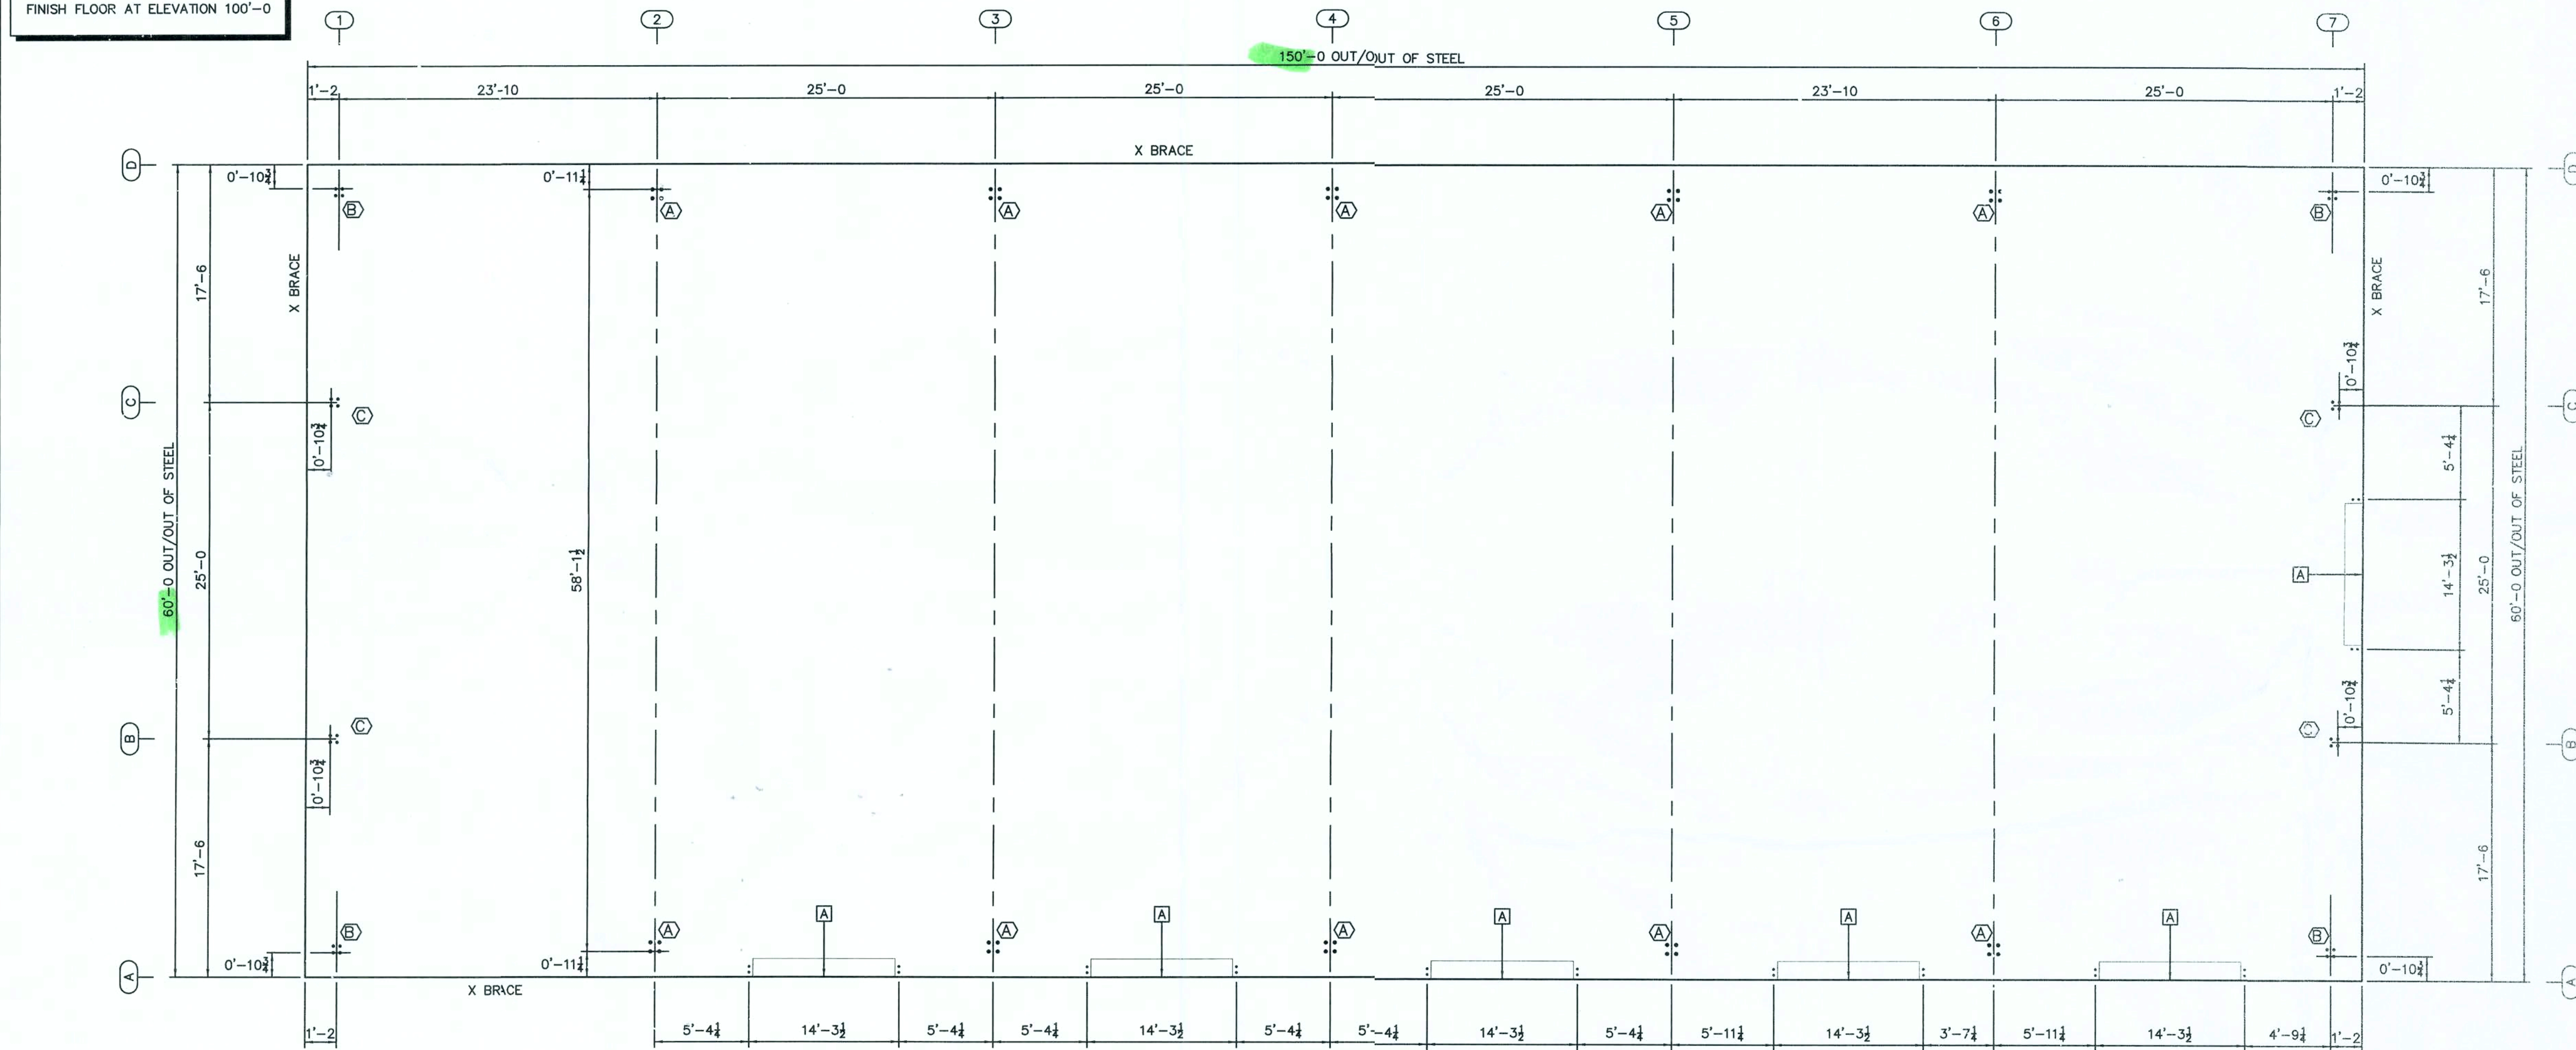 FINISH FLOOR AT ELEVATION 100'-0
1 2 3 4 5 6 7
150'-0 OUT/OUT OF STEEL
1'-2 23'-10 25'-0 25'-0 25'-0 23'-10 25'-0 1'-2
X BRACE
D D
0'-10¾ 0'-11¼ 0'-10¾
B A A A A A B
17'-6 X BRACE X BRACE 17'-6
0'-10¾
C C
C C
0'-10¾ 5'-4¼
60'-0 OUT/OUT OF STEEL 60'-0 OUT/OUT OF STEEL
25'-0 58'-1½ A 14'-3½ 25'-0
0'-10¾ 5'-4¼
B C C B
0'-10¾
17'-6 17'-6
A A A A A
B A A A A A B
0'-10¾ 0'-11¼ 0'-10¾
A A
X BRACE
1'-2 5'-4¼ 14'-3½ 5'-4¼ 5'-4¼ 14'-3½ 5'-4¼ 5'-4¼ 14'-3½ 5'-4¼ 5'-11¼ 14'-3½ 3'-7¼ 5'-11¼ 14'-3½ 4'-9¼ 1'-2